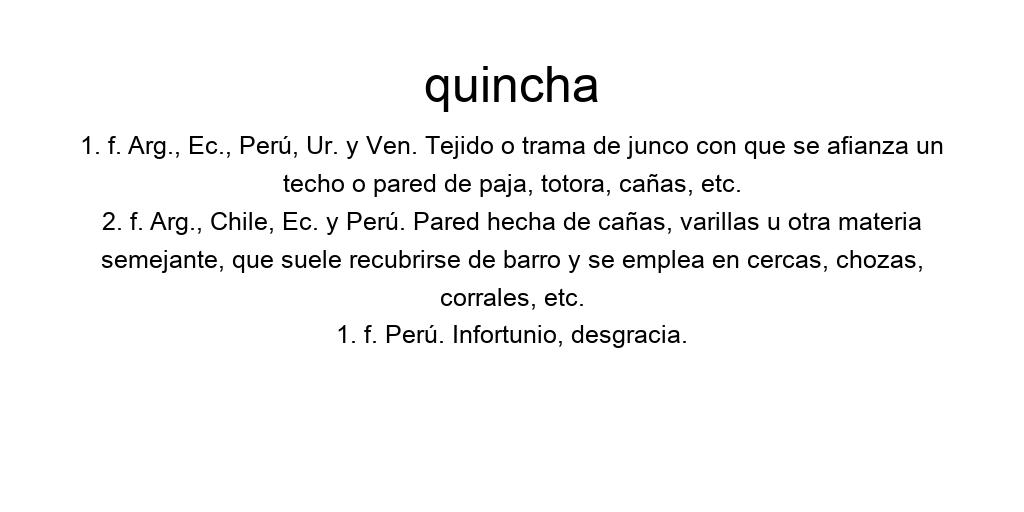 quincha
1. f. Arg., Ec., Perú, Ur. y Ven. Tejido o trama de junco con que se afianza un
techo o pared de paja, totora, cañas, etc.
2. f. Arg., Chile, Ec. y Perú. Pared hecha de cañas, varillas u otra materia
semejante, que suele recubrirse de barro y se emplea en cercas, chozas,
corrales, etc.
1. f. Perú. Infortunio, desgracia.